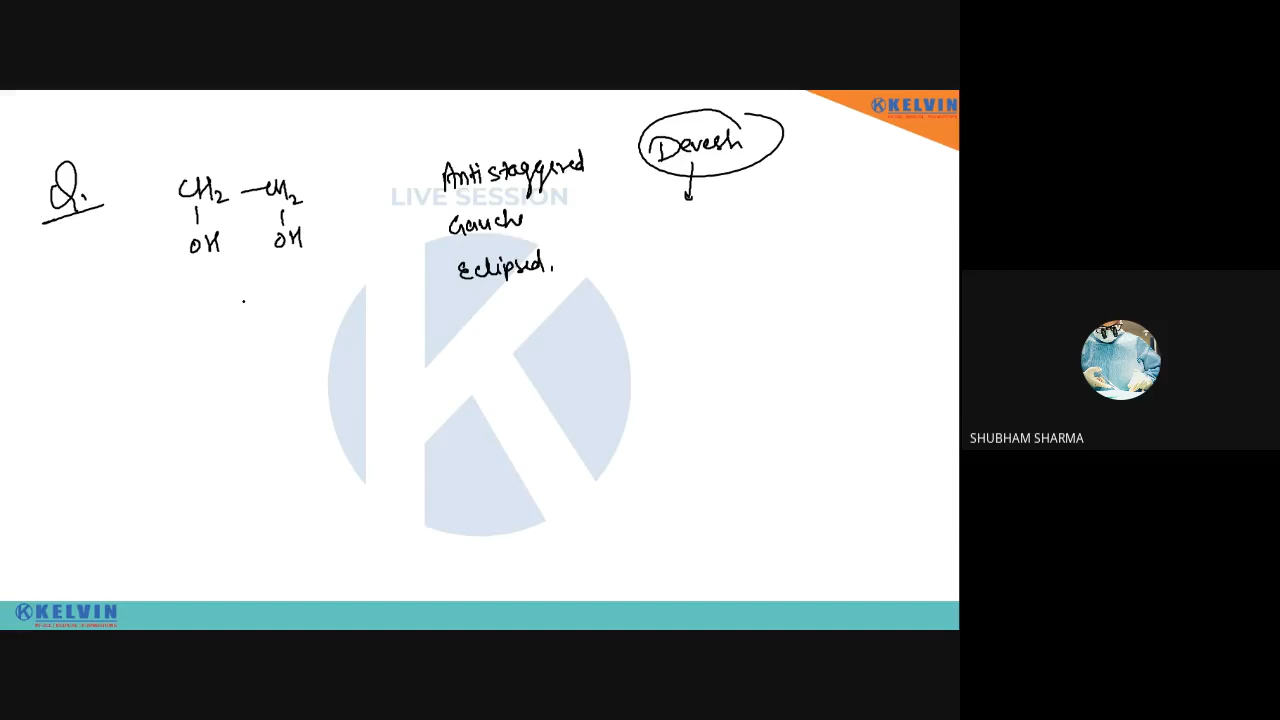 KELVIN
Q.
CH2 - CH2
OH OH
Anti staggered
Gauche
Eclipsed.
Devesh
LIVE SESSION
SHUBHAM SHARMA
KELVIN